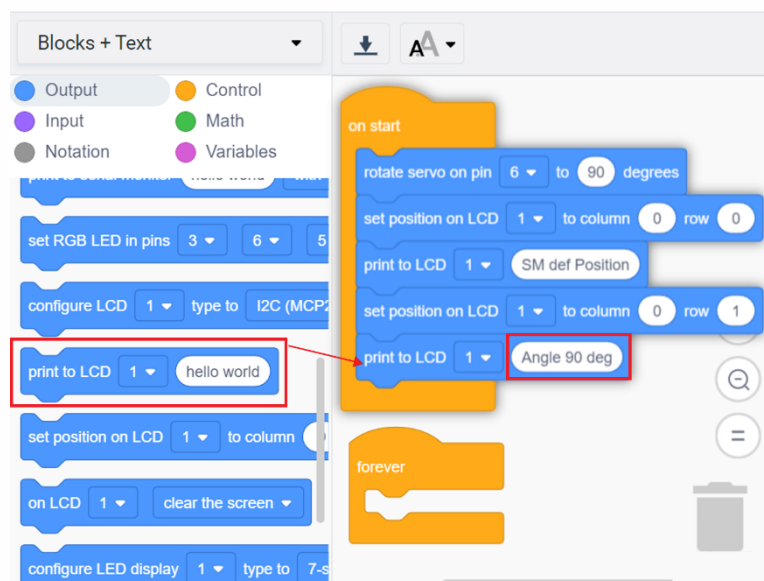 Blocks + Text
Output
Control
Input
Math
Notation
Variables
hello world
set RGB LED in pins 3 6 5
configure LCD 1 type to I2C (MCP2
print to LCD 1 hello world
set position on LCD 1 to column
on LCD 1 clear the screen
configure LED display 1 type to 7-s
AA
on start
rotate servo on pin 6 to 90 degrees
set position on LCD 1 to column 0 row 0
print to LCD 1 SM def Position
set position on LCD 1 to column 0 row 1
print to LCD 1 Angle 90 deg
forever